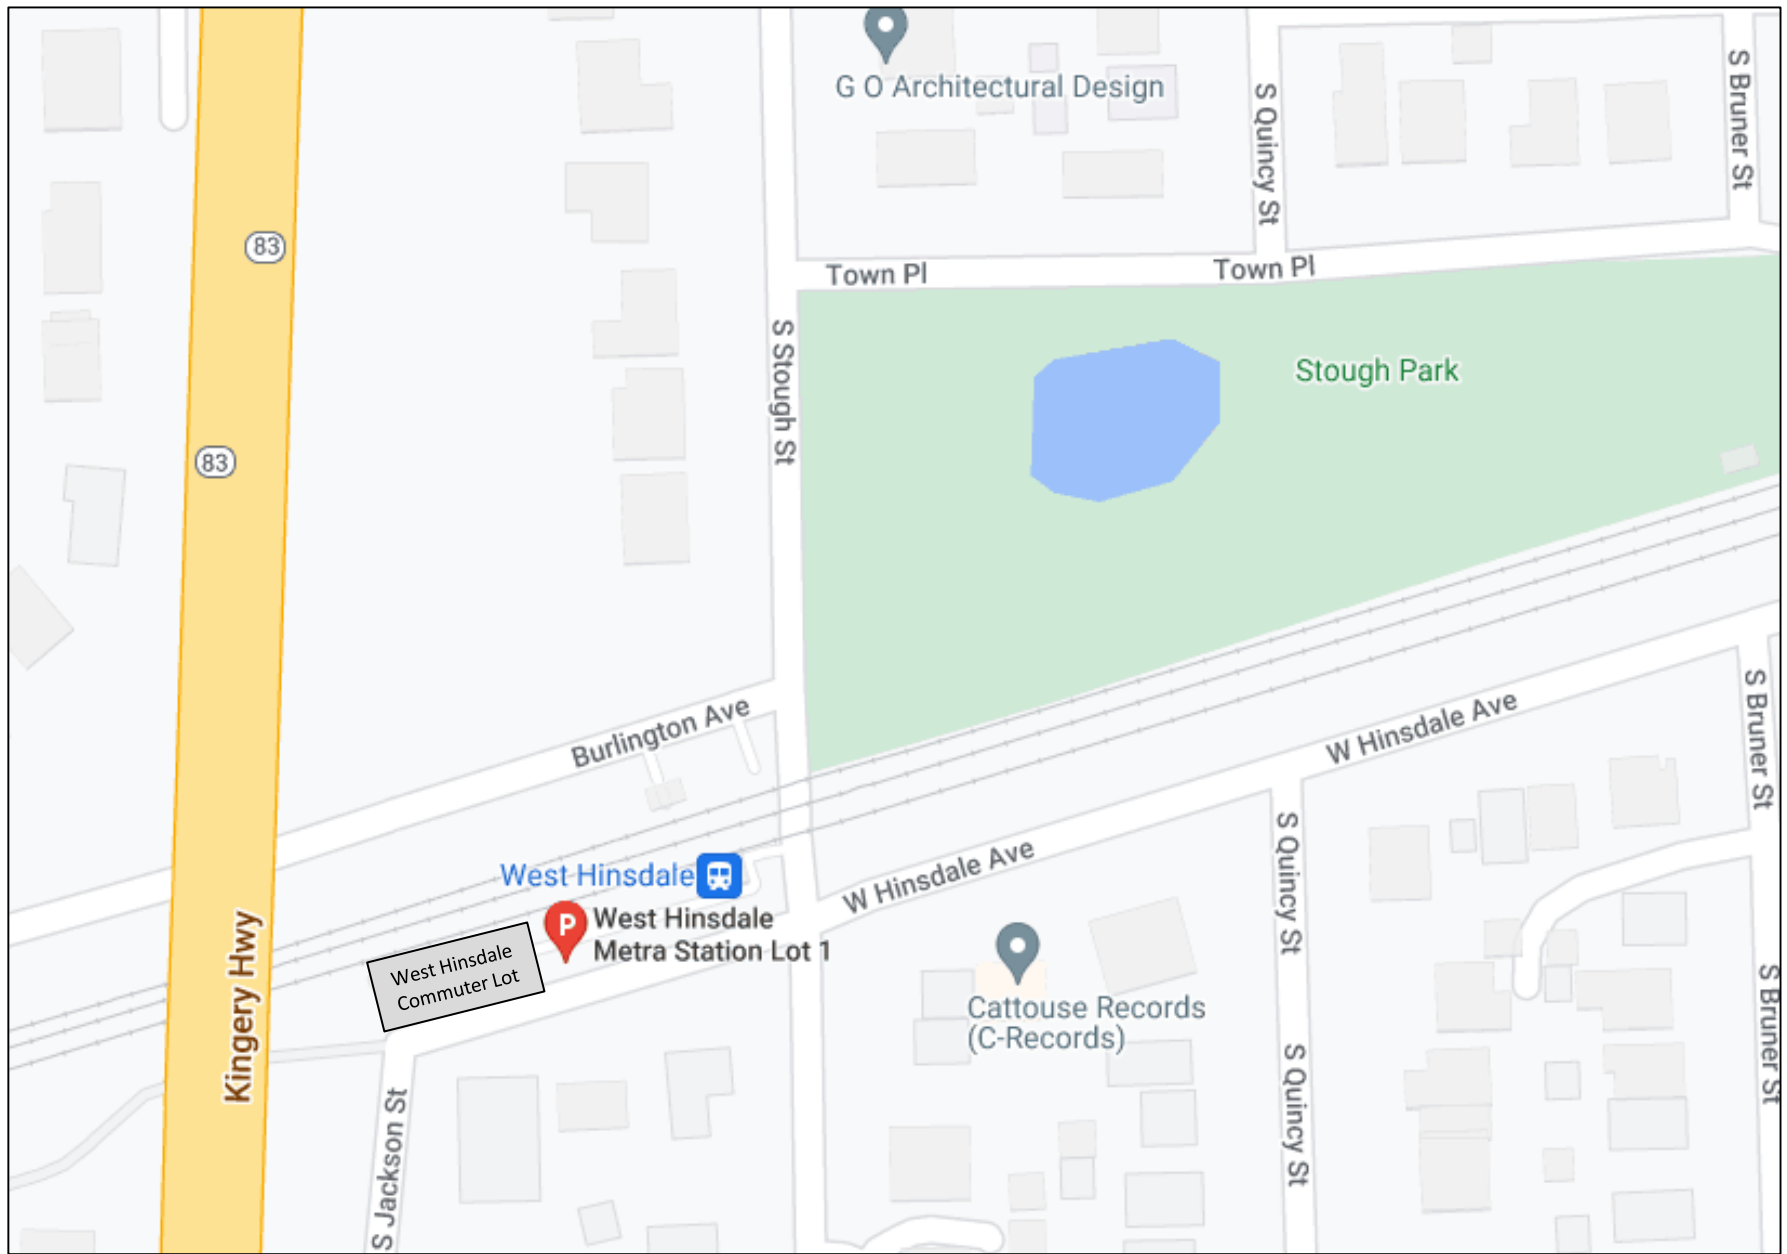 G O Architectural Design
S Quincy St
S Bruner St
83
Town Pl
Town Pl
S Stough St
Stough Park
83
Burlington Ave
W Hinsdale Ave
S Bruner St
West Hinsdale
W Hinsdale Ave
S Quincy St
West Hinsdale
Metra Station Lot 1
West Hinsdale
Commuter Lot
Kingery Hwy
Cattouse Records
(C-Records)
S Bruner St
S Quincy St
S Jackson St